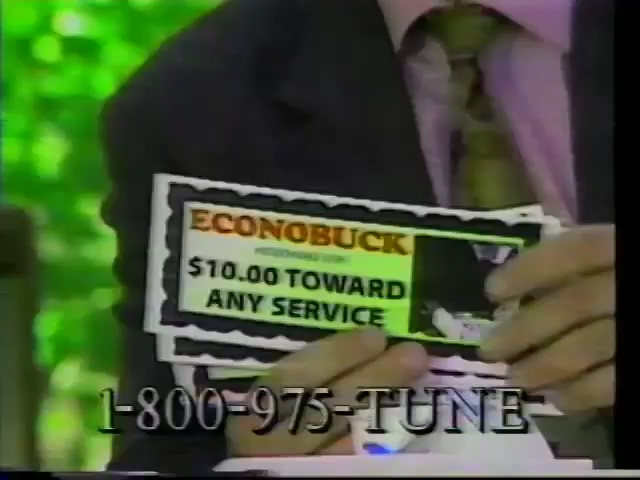 ECONOBUCK
$10.00 TOWARD
ANY SERVICE
1-800-975-TUNE